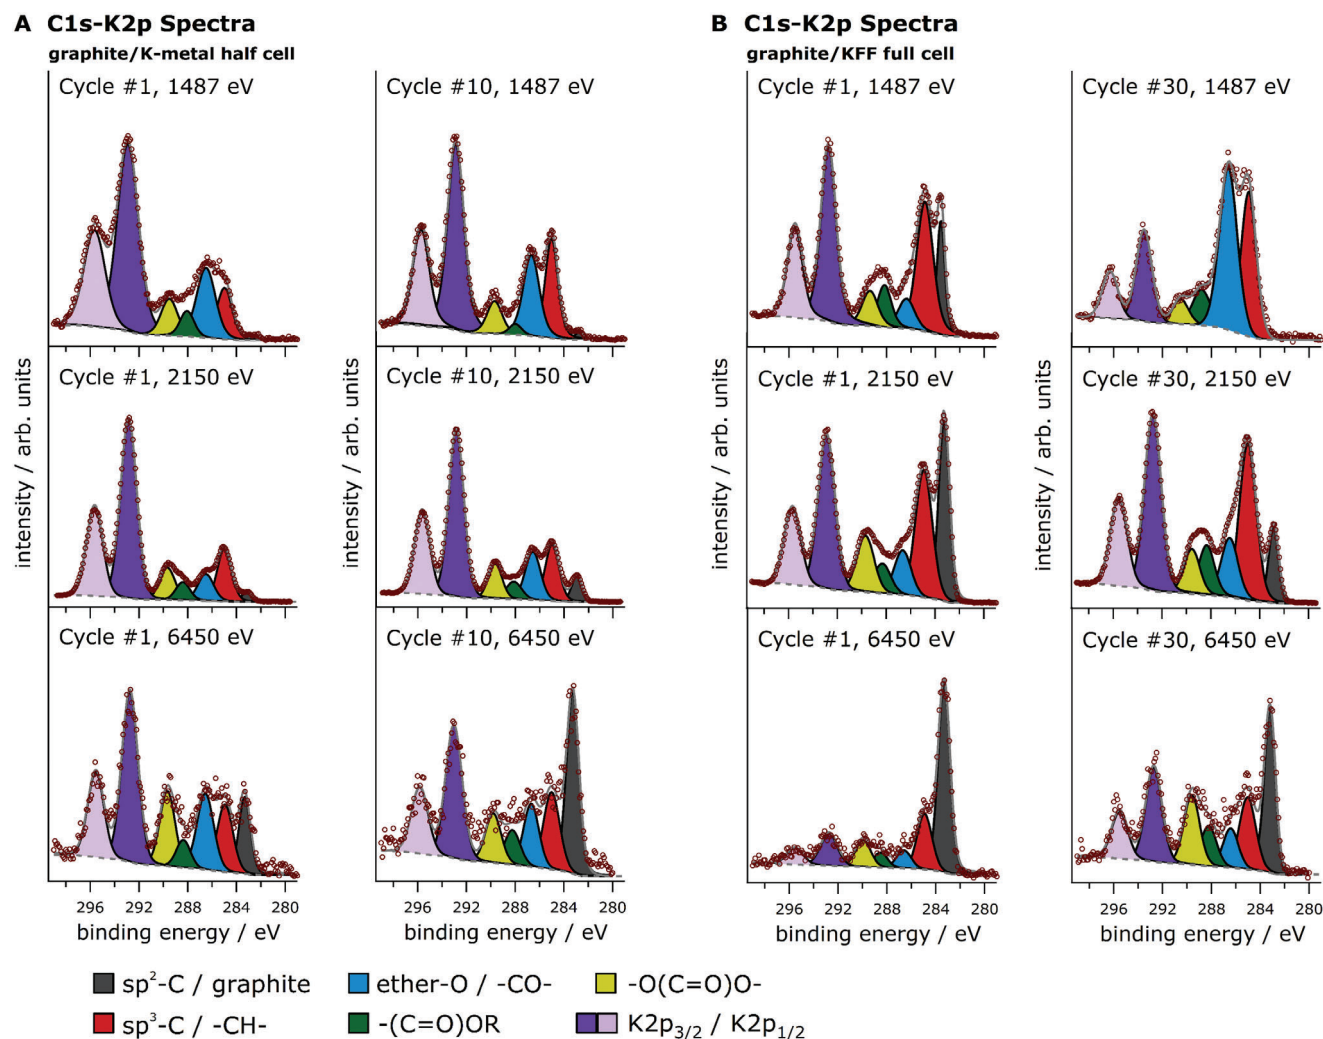 A C1s-K2p Spectra
graphite/K-metal half cell
B C1s-K2p Spectra
graphite/KFF full cell
Cycle #1, 1487 eV
Cycle #10, 1487 eV
Cycle #1, 1487 eV
Cycle #30, 1487 eV
Cycle #1, 2150 eV
Cycle #10, 2150 eV
Cycle #1, 2150 eV
Cycle #30, 2150 eV
intensity / arb. units
intensity / arb. units
intensity / arb. units
intensity / arb. units
Cycle #1, 6450 eV
Cycle #10, 6450 eV
Cycle #1, 6450 eV
Cycle #30, 6450 eV
296 292 288 284 280
296 292 288 284 280
296 292 288 284 280
296 292 288 284 280
binding energy / eV
binding energy / eV
binding energy / eV
binding energy / eV
sp²-C / graphite
ether-O / -CO-
-O(C=O)O-
sp³-C / -CH-
-(C=O)OR
K2p₃/₂ / K2p₁/₂